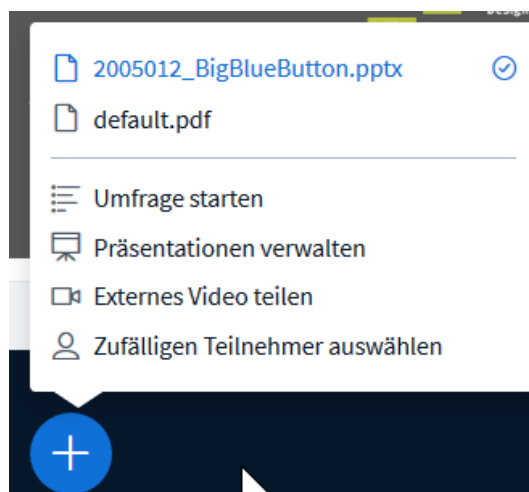 2005012_BigBlueButton.pptx
default.pdf
Umfrage starten
Präsentationen verwalten
Externes Video teilen
Zufälligen Teilnehmer auswählen